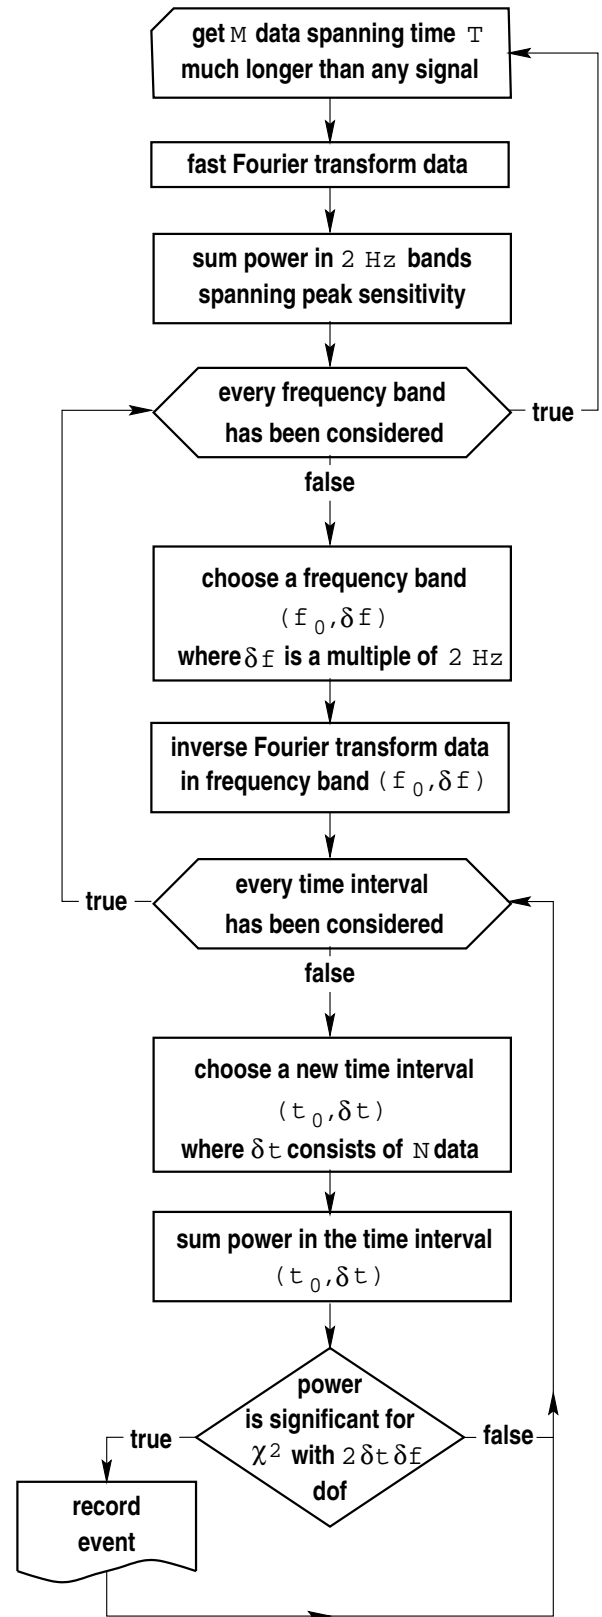 get M data spanning time T
much longer than any signal
fast Fourier transform data
sum power in 2 Hz bands
spanning peak sensitivity
every frequency band
has been considered
true
false
choose a frequency band
(f₀,δf)
where δf is a multiple of 2 Hz
inverse Fourier transform data
in frequency band (f₀,δf)
every time interval
has been considered
true
false
choose a new time interval
(t₀,δt)
where δt consists of N data
sum power in the time interval
(t₀,δt)
power
is significant for
χ² with 2δtδf
dof
true
false
record
event